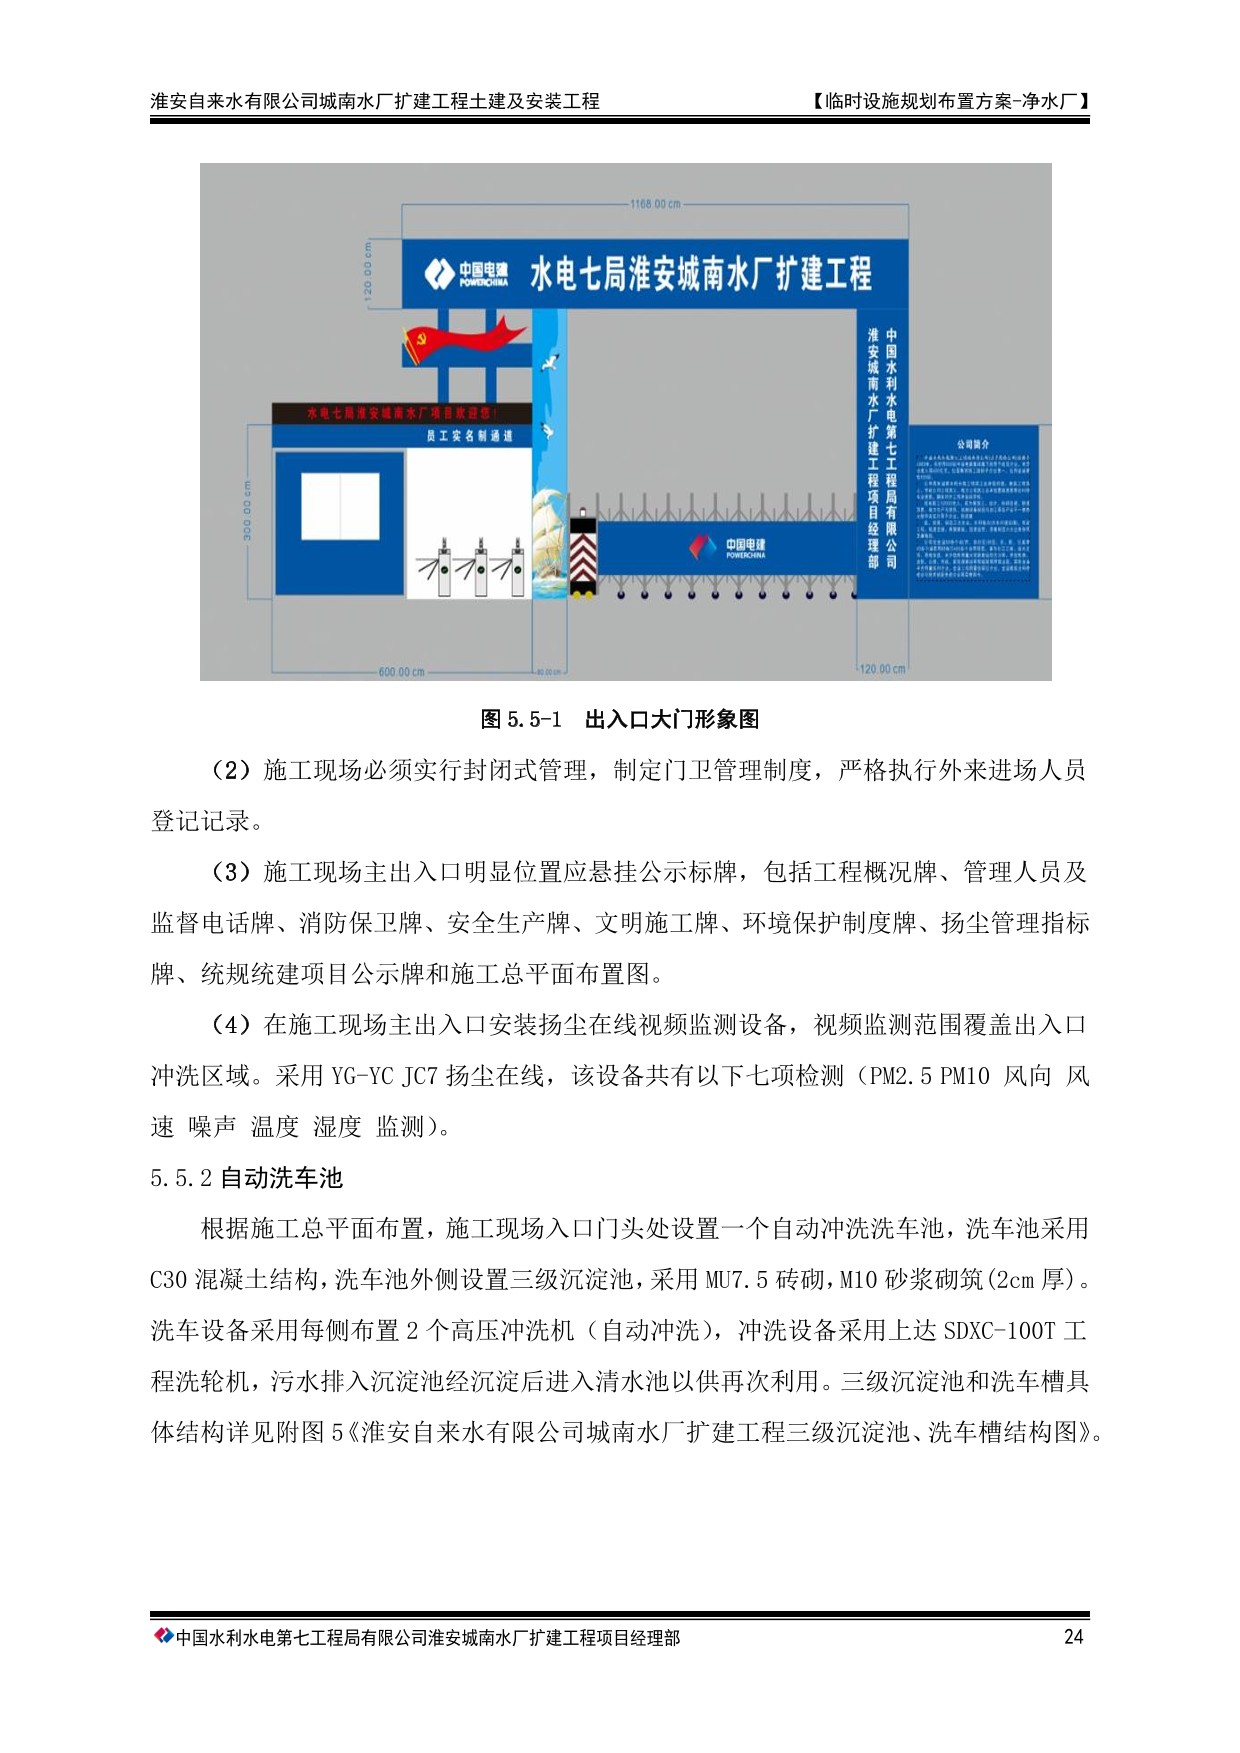 淮安自来水有限公司城南水厂扩建工程土建及安装工程 【临时设施规划布置方案-净水厂】
1168.00 cm
120.00 cm
中国电建
POWERCHINA
水电七局淮安城南水厂扩建工程
水电七局淮安城南水厂项目欢迎您！
员工实名制通道
300.00 cm
中国电建
POWERCHINA
中国水利水电第七工程局有限公司
淮安城南水厂扩建工程项目经理部
公司简介
600.00 cm
120.00 cm
图 5.5-1 出入口大门形象图
（2）施工现场必须实行封闭式管理，制定门卫管理制度，严格执行外来进场人员
登记记录。
（3）施工现场主出入口明显位置应悬挂公示标牌，包括工程概况牌、管理人员及
监督电话牌、消防保卫牌、安全生产牌、文明施工牌、环境保护制度牌、扬尘管理指标
牌、统规统建项目公示牌和施工总平面布置图。
（4）在施工现场主出入口安装扬尘在线视频监测设备，视频监测范围覆盖出入口
冲洗区域。采用 YG-YC JC7 扬尘在线，该设备共有以下七项检测（PM2.5 PM10 风向 风
速 噪声 温度 湿度 监测）。
5.5.2 自动洗车池
根据施工总平面布置，施工现场入口门头处设置一个自动冲洗洗车池，洗车池采用
C30 混凝土结构，洗车池外侧设置三级沉淀池，采用 MU7.5 砖砌，M10 砂浆砌筑(2cm 厚)。
洗车设备采用每侧布置 2 个高压冲洗机（自动冲洗），冲洗设备采用上达 SDXC-100T 工
程洗轮机，污水排入沉淀池经沉淀后进入清水池以供再次利用。三级沉淀池和洗车槽具
体结构详见附图 5《淮安自来水有限公司城南水厂扩建工程三级沉淀池、洗车槽结构图》。
中国水利水电第七工程局有限公司淮安城南水厂扩建工程项目经理部 24